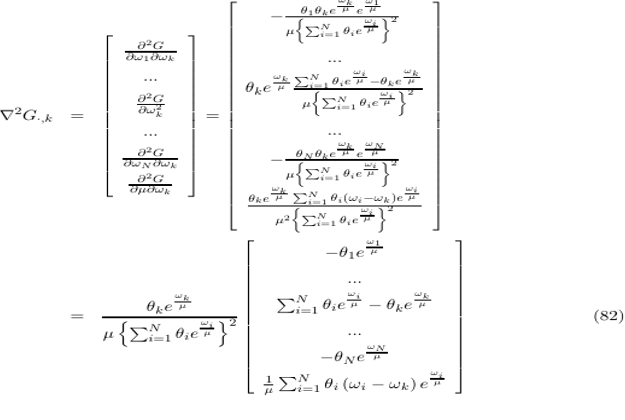 $$\nabla^2 G_{\cdot,k} = \begin{bmatrix} \frac{\partial^2 G}{\partial\omega_1\partial\omega_k} \\ \cdots \\ \frac{\partial^2 G}{\partial\omega_k^2} \\ \cdots \\ \frac{\partial^2 G}{\partial\omega_N\partial\omega_k} \\ \frac{\partial^2 G}{\partial\mu\partial\omega_k} \end{bmatrix} = \begin{bmatrix} -\frac{\theta_1\theta_k e^{\frac{\omega_k}{\mu}} e^{\frac{\omega_1}{\mu}}}{\mu\left\{\sum_{i=1}^N \theta_i e^{\frac{\omega_i}{\mu}}\right\}^2} \\ \cdots \\ \theta_k e^{\frac{\omega_k}{\mu}} \frac{\sum_{i=1}^N \theta_i e^{\frac{\omega_i}{\mu}} - \theta_k e^{\frac{\omega_k}{\mu}}}{\mu\left\{\sum_{i=1}^N \theta_i e^{\frac{\omega_i}{\mu}}\right\}^2} \\ \cdots \\ -\frac{\theta_N\theta_k e^{\frac{\omega_k}{\mu}} e^{\frac{\omega_N}{\mu}}}{\mu\left\{\sum_{i=1}^N \theta_i e^{\frac{\omega_i}{\mu}}\right\}^2} \\ \frac{\theta_k e^{\frac{\omega_k}{\mu}} \sum_{i=1}^N \theta_i(\omega_i-\omega_k) e^{\frac{\omega_i}{\mu}}}{\mu^2\left\{\sum_{i=1}^N \theta_i e^{\frac{\omega_i}{\mu}}\right\}^2} \end{bmatrix}$$
$$= \frac{\theta_k e^{\frac{\omega_k}{\mu}}}{\mu\left\{\sum_{i=1}^N \theta_i e^{\frac{\omega_i}{\mu}}\right\}^2} \begin{bmatrix} -\theta_1 e^{\frac{\omega_1}{\mu}} \\ \cdots \\ \sum_{i=1}^N \theta_i e^{\frac{\omega_i}{\mu}} - \theta_k e^{\frac{\omega_k}{\mu}} \\ \cdots \\ -\theta_N e^{\frac{\omega_N}{\mu}} \\ \frac{1}{\mu}\sum_{i=1}^N \theta_i\left(\omega_i-\omega_k\right) e^{\frac{\omega_i}{\mu}} \end{bmatrix} \quad (82)$$